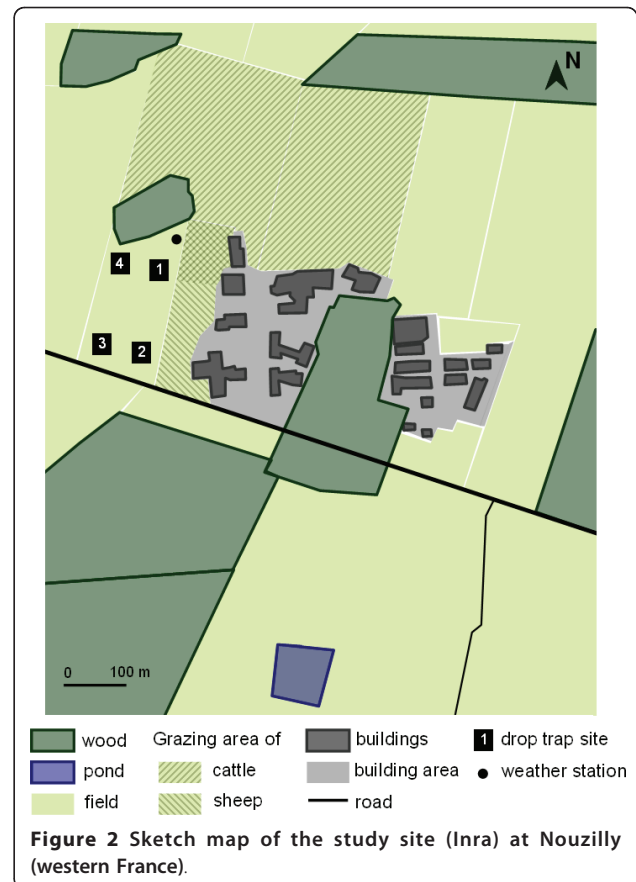 N
4
1
3
2
0 100 m
wood Grazing area of buildings 1 drop trap site
pond cattle building area weather station
field sheep road
Figure 2 Sketch map of the study site (Inra) at Nouzilly
(western France).